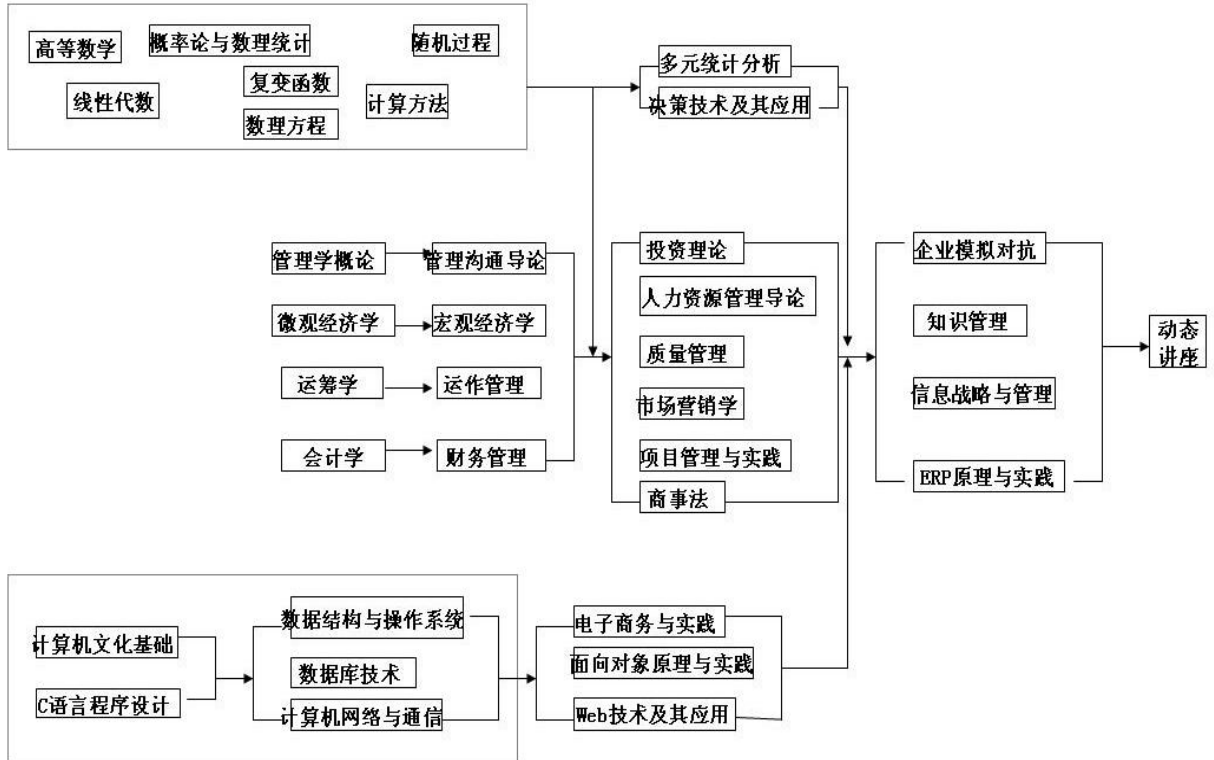 高等数学
概率论与数理统计
随机过程
线性代数
复变函数
计算方法
数理方程
多元统计分析
决策技术及其应用
管理学概论
管理沟通导论
微观经济学
宏观经济学
运筹学
运作管理
会计学
财务管理
投资理论
人力资源管理导论
质量管理
市场营销学
项目管理与实践
商事法
企业模拟对抗
知识管理
信息战略与管理
ERP原理与实践
动态
讲座
计算机文化基础
C语言程序设计
数据结构与操作系统
数据库技术
计算机网络与通信
电子商务与实践
面向对象原理与实践
Web技术及其应用